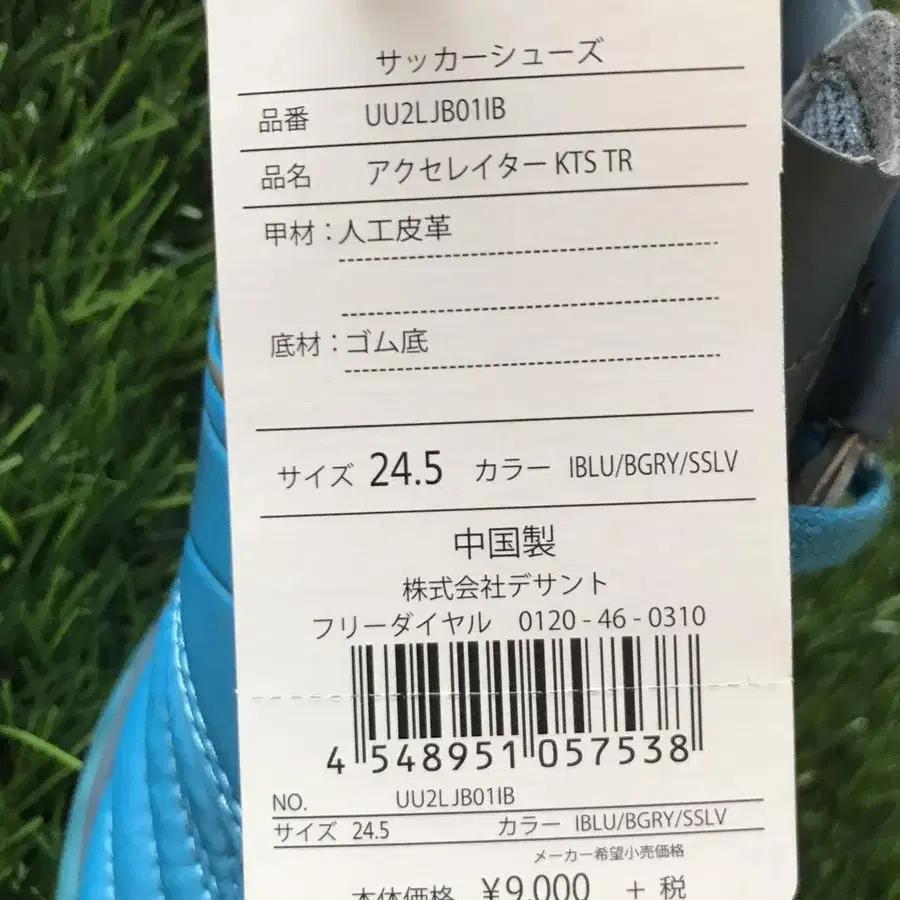 サッカーシューズ
品番 UU2LJB01IB
品名 アクセレイター KTS TR
甲材：人工皮革
底材：ゴム底
サイズ 24.5 カラー IBLU/BGRY/SSLV
中国製
株式会社デサント
フリーダイヤル 0120 - 46 - 0310
4 548951 057538
NO. UU2LJB01IB
サイズ 24.5 カラー IBLU/BGRY/SSLV
メーカー希望小売価格
本体価格 ¥9,000 + 税